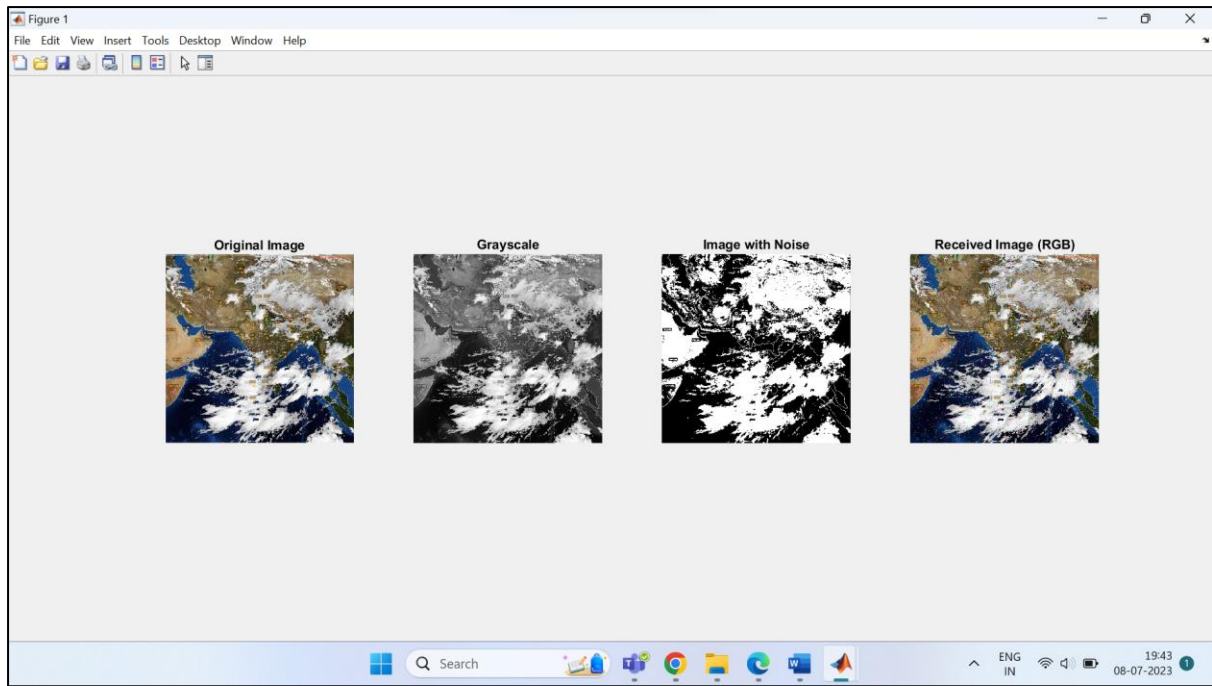 Figure 1
File Edit View Insert Tools Desktop Window Help
Original Image
Grayscale
Image with Noise
Received Image (RGB)
Search
ENG
IN
19:43
08-07-2023
1